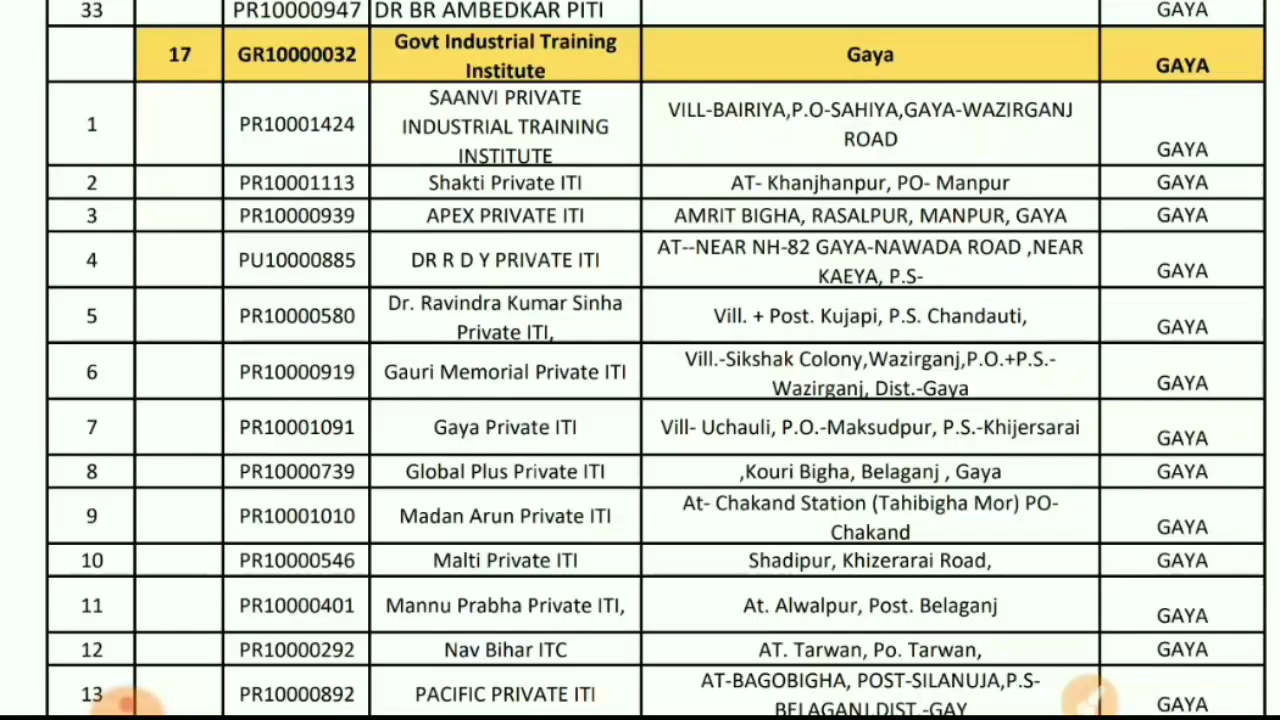 33 PR10000947 DR BR AMBEDKAR PITI GAYA
17 GR10000032 Govt Industrial Training Institute Gaya GAYA
1 PR10001424 SAANVI PRIVATE INDUSTRIAL TRAINING INSTITUTE VILL-BAIRIYA,P.O-SAHIYA,GAYA-WAZIRGANJ ROAD GAYA
2 PR10001113 Shakti Private ITI AT- Khanjhanpur, PO- Manpur GAYA
3 PR10000939 APEX PRIVATE ITI AMRIT BIGHA, RASALPUR, MANPUR, GAYA GAYA
4 PU10000885 DR R D Y PRIVATE ITI AT--NEAR NH-82 GAYA-NAWADA ROAD ,NEAR KAEYA, P.S- GAYA
5 PR10000580 Dr. Ravindra Kumar Sinha Private ITI, Vill. + Post. Kujapi, P.S. Chandauti, GAYA
6 PR10000919 Gauri Memorial Private ITI Vill.-Sikshak Colony,Wazirganj,P.O.+P.S.- Wazirganj, Dist.-Gaya GAYA
7 PR10001091 Gaya Private ITI Vill- Uchauli, P.O.-Maksudpur, P.S.-Khijersarai GAYA
8 PR10000739 Global Plus Private ITI ,Kouri Bigha, Belaganj , Gaya GAYA
9 PR10001010 Madan Arun Private ITI At- Chakand Station (Tahibigha Mor) PO- Chakand GAYA
10 PR10000546 Malti Private ITI Shadipur, Khizerarai Road, GAYA
11 PR10000401 Mannu Prabha Private ITI, At. Alwalpur, Post. Belaganj GAYA
12 PR10000292 Nav Bihar ITC AT. Tarwan, Po. Tarwan, GAYA
13 PR10000892 PACIFIC PRIVATE ITI AT-BAGOBIGHA, POST-SILANUJA,P.S- BELAGANJ,DIST.-GAY GAYA